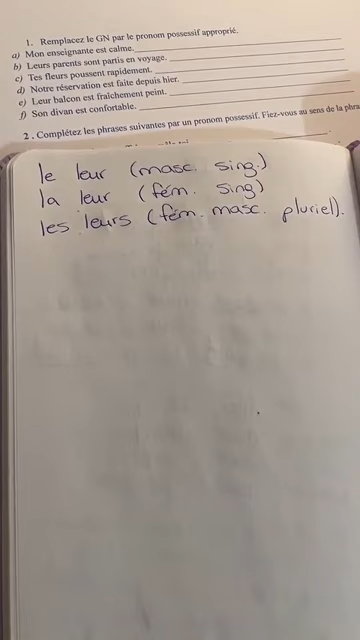 1. Remplacez le GN par le pronom possessif approprié.
a) Mon enseignante est calme.
b) Leurs parents sont partis en voyage.
c) Tes fleurs poussent rapidement.
d) Notre réservation est faite depuis hier.
e) Leur balcon est fraîchement peint.
f) Son divan est confortable.
2. Complétez les phrases suivantes par un pronom possessif. Fiez-vous au sens de la phra
le leur (masc. sing.)
la leur (fém. sing)
les leurs (fém. masc. pluriel).